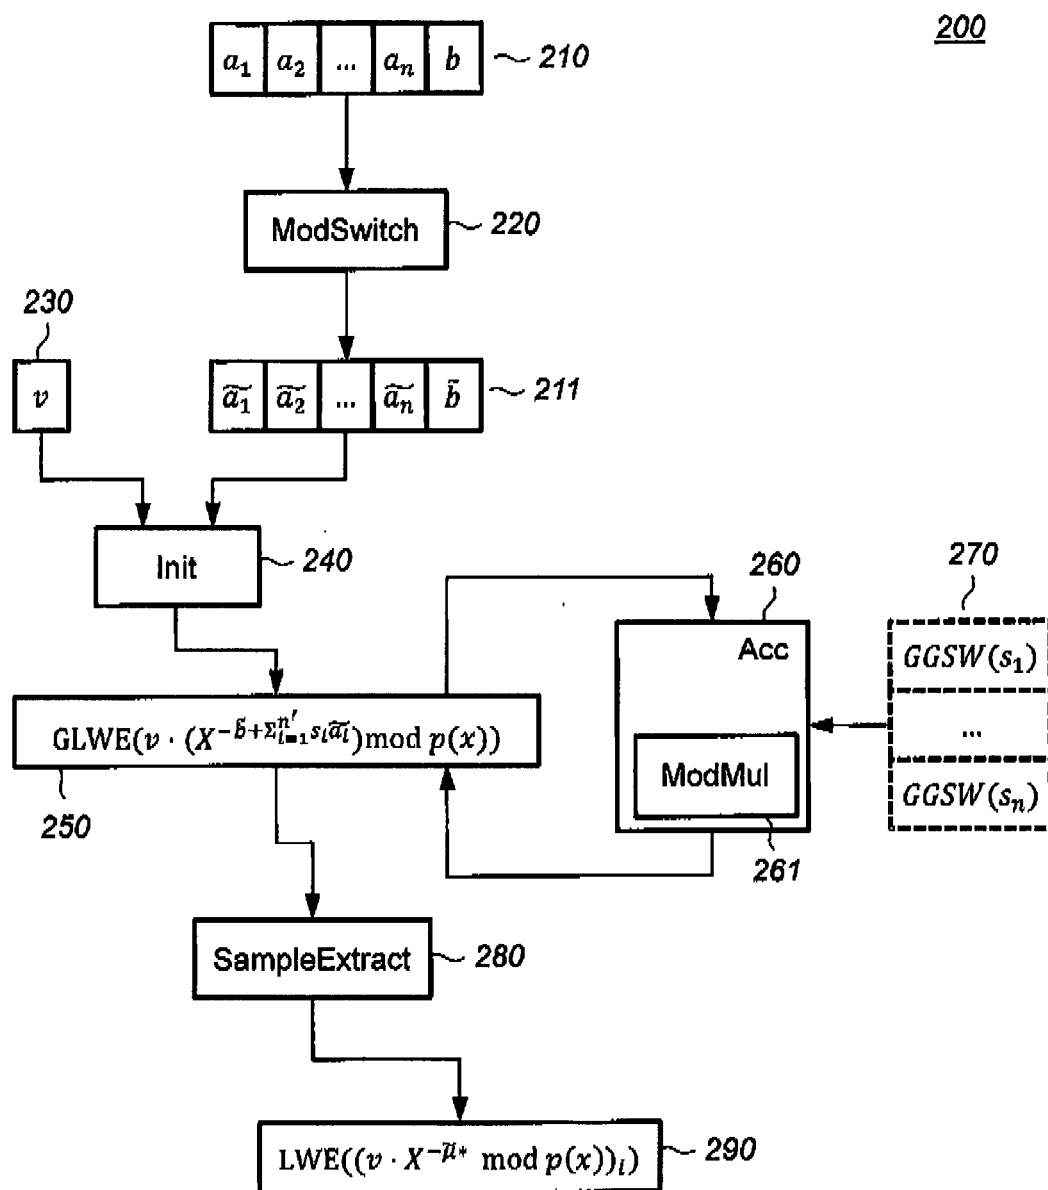 200
a₁ a₂ ... aₙ b 210
ModSwitch 220
230
v
ã₁ ã₂ ... ãₙ b̃ 211
Init 240
260
270
Acc
GGSW(s₁)
...
GGSW(sₙ)
GLWE(v · (X^{-b̃+Σ_{i=1}^{n'} s_i ã_i}) mod p(x))
250
ModMul
261
SampleExtract 280
LWE((v · X^{-μ̃*} mod p(x))_i) 290